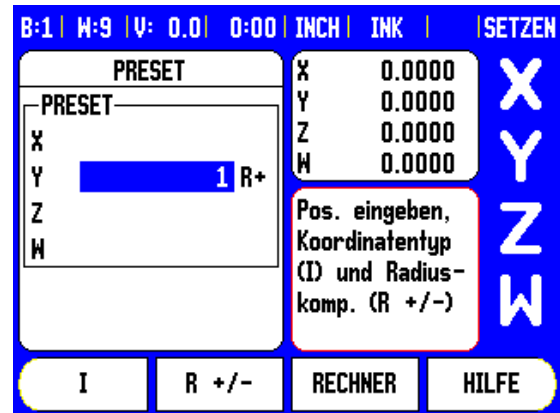 B:1 | W:9 | V: 0.0 | 0:00 | INCH | INK | | SETZEN
PRESET
PRESET
X
Y 1 R+
Z
W
X 0.0000
Y 0.0000
Z 0.0000
W 0.0000
Pos. eingeben,
Koordinatentyp
(I) und Radius-
komp. (R +/-)
X
Y
Z
W
I R +/- RECHNER HILFE